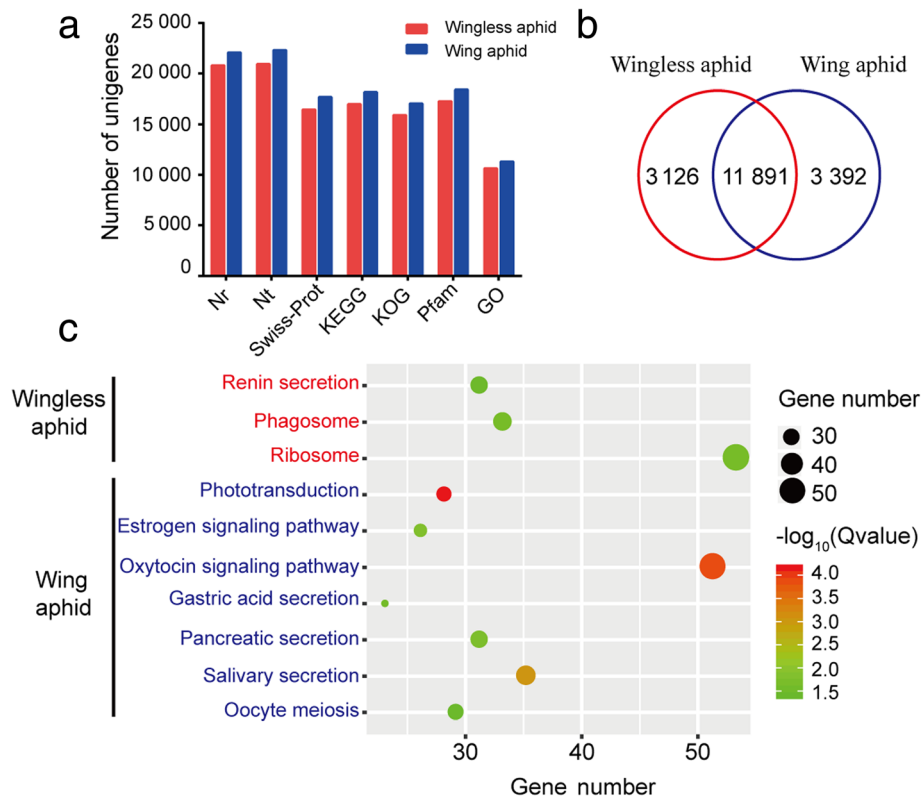 a
25 000
20 000
15 000
10 000
5 000
0
Number of unigenes
Wingless aphid
Wing aphid
Nr
Nt
Swiss-Prot
KEGG
KOG
Pfam
GO
b
Wingless aphid
Wing aphid
3 126
11 891
3 392
c
Wingless
aphid
Wing
aphid
Renin secretion
Phagosome
Ribosome
Phototransduction
Estrogen signaling pathway
Oxytocin signaling pathway
Gastric acid secretion
Pancreatic secretion
Salivary secretion
Oocyte meiosis
30
40
50
Gene number
Gene number
30
40
50
-log10(Qvalue)
4.0
3.5
3.0
2.5
2.0
1.5